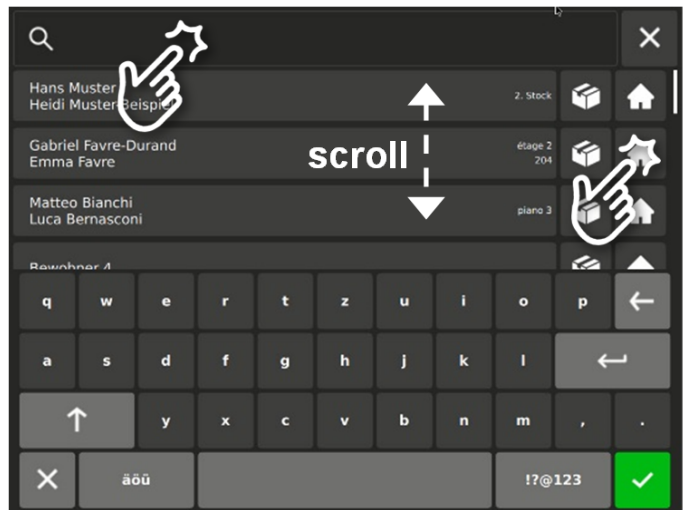 Hans Muster
Heidi Muster-Beispiel
2. Stock
Gabriel Favre-Durand
Emma Favre
étage 2
204
scroll
Matteo Bianchi
Luca Bernasconi
piano 3
Bewohner 4
q w e r t z u i o p
a s d f g h j k l
y x c v b n m , .
äöü !?@123